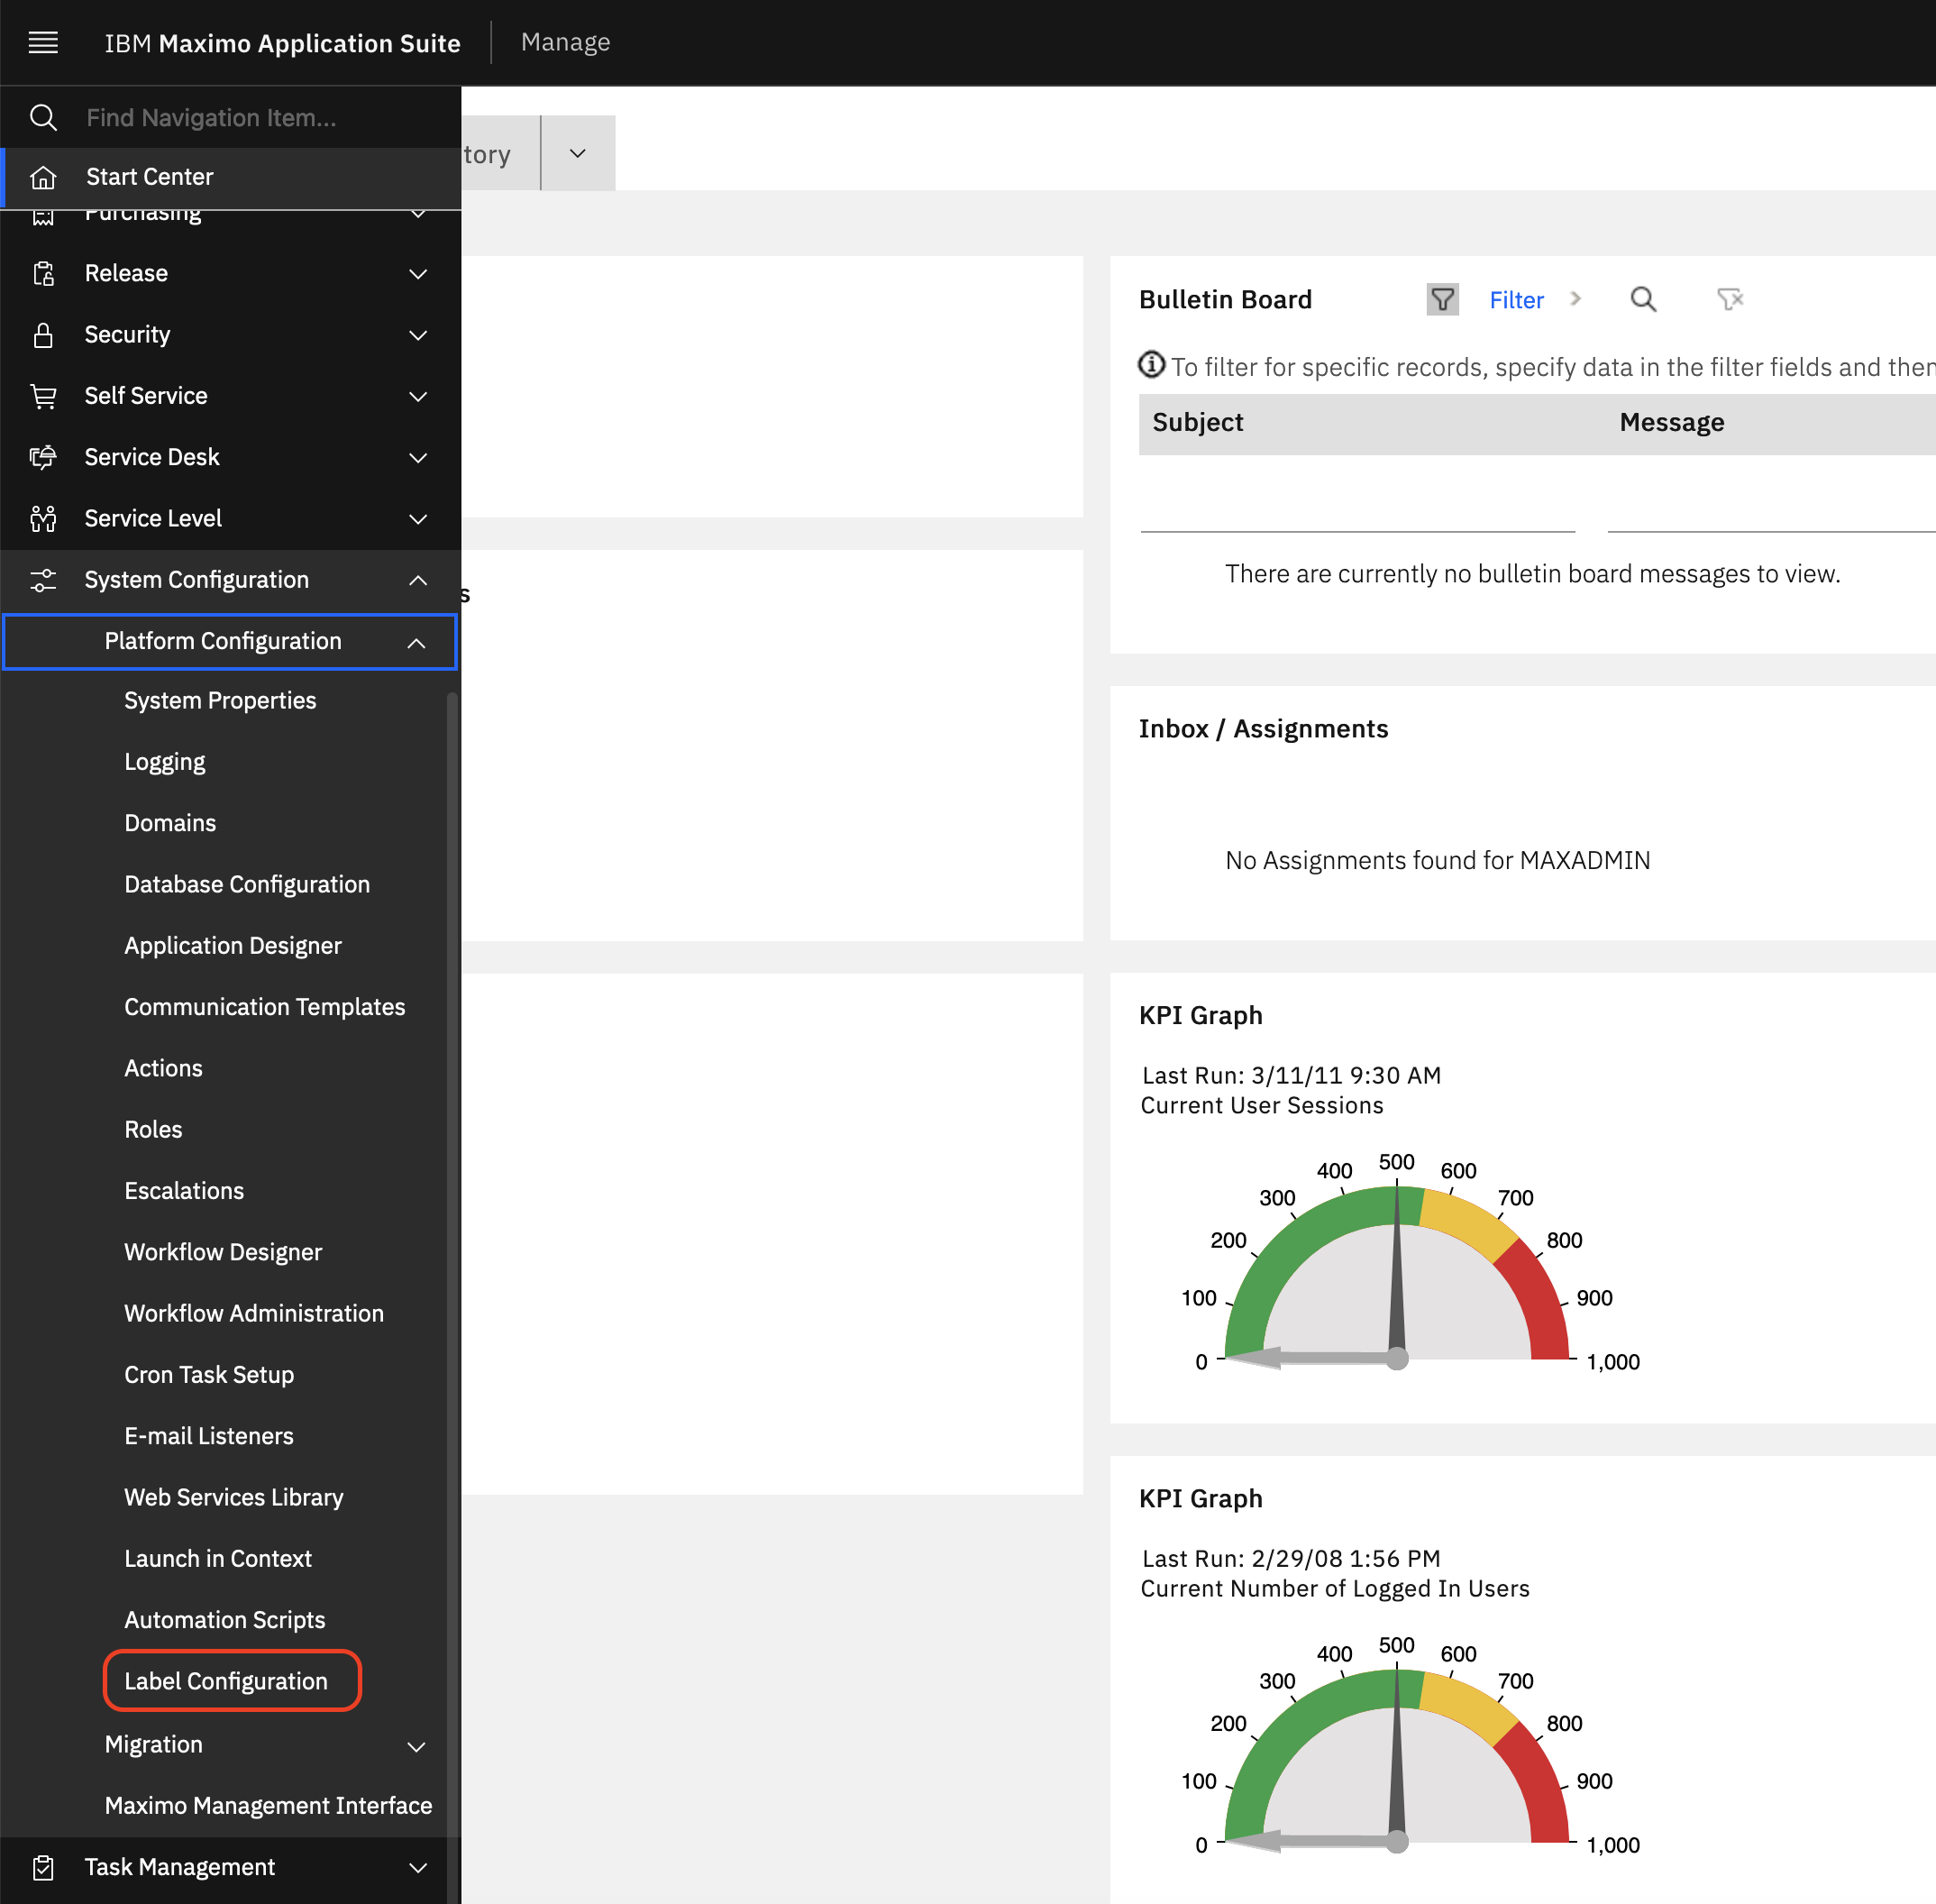 IBM Maximo Application Suite
Manage
Find Navigation Item...
Start Center
Purchasing
Release
Security
Self Service
Service Desk
Service Level
System Configuration
Platform Configuration
System Properties
Logging
Domains
Database Configuration
Application Designer
Communication Templates
Actions
Roles
Escalations
Workflow Designer
Workflow Administration
Cron Task Setup
E-mail Listeners
Web Services Library
Launch in Context
Automation Scripts
Label Configuration
Migration
Maximo Management Interface
Task Management
tory
s
Bulletin Board
Filter
To filter for specific records, specify data in the filter fields and then
Subject Message
There are currently no bulletin board messages to view.
Inbox / Assignments
No Assignments found for MAXADMIN
KPI Graph
Last Run: 3/11/11 9:30 AM
Current User Sessions
0
100
200
300
400
500
600
700
800
900
1,000
KPI Graph
Last Run: 2/29/08 1:56 PM
Current Number of Logged In Users
0
100
200
300
400
500
600
700
800
900
1,000